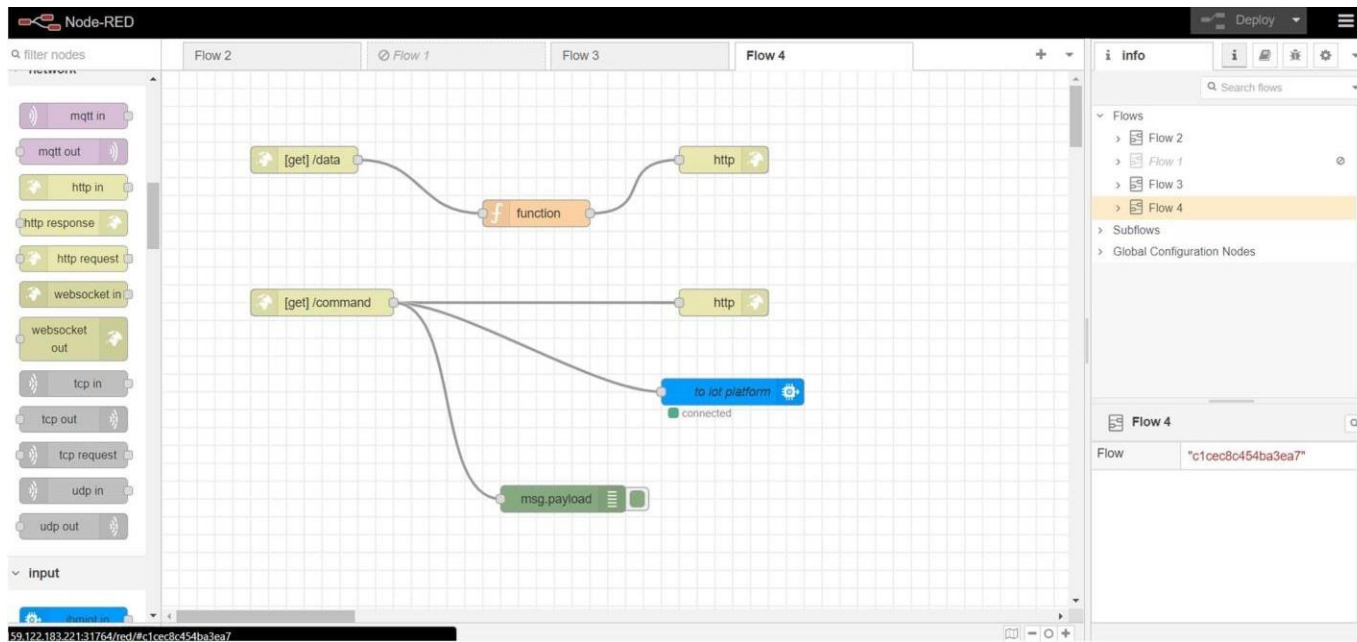 Node-RED
Deploy
filter nodes
Flow 2
Flow 1
Flow 3
Flow 4
info
i
Search flows
network
mqtt in
mqtt out
http in
http response
http request
websocket in
websocket
out
tcp in
tcp out
tcp request
udp in
udp out
input
ibmiot in
[get] /data
function
http
[get] /command
http
to iot platform
connected
msg.payload
Flows
Flow 2
Flow 1
Flow 3
Flow 4
Subflows
Global Configuration Nodes
Flow 4
Flow
"c1cec8c454ba3ea7"
59.122.183.221:31764/red/#c1cec8c454ba3ea7